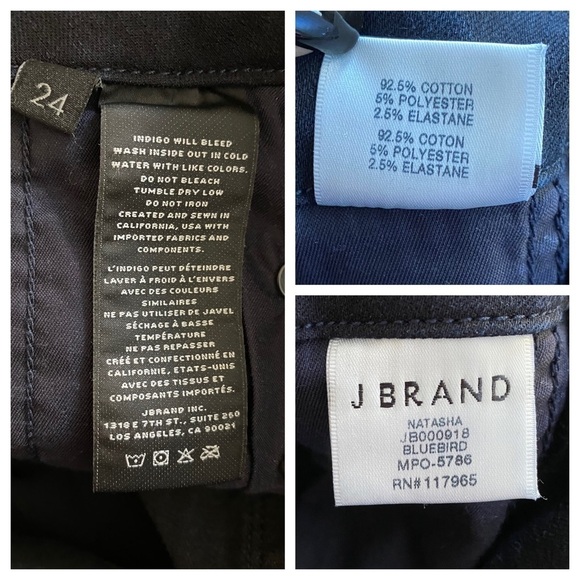 24
INDIGO WILL BLEED
WASH INSIDE OUT IN COLD
WATER WITH LIKE COLORS.
DO NOT BLEACH
TUMBLE DRY LOW
DO NOT IRON
CREATED AND SEWN IN
CALIFORNIA, USA WITH
IMPORTED FABRICS AND
COMPONENTS.
L'INDIGO PEUT DÉTEINDRE
LAVER À FROID À L'ENVERS
AVEC DES COULEURS
SIMILAIRES
NE PAS UTILISER DE JAVEL
SÉCHAGE À BASSE
TEMPÉRATURE
NE PAS REPASSER
CRÉÉ ET CONFECTIONNÉ EN
CALIFORNIE, ETATS-UNIS
AVEC DES TISSUS ET
COMPOSANTS IMPORTÉS.
JBRAND INC.
1318 E 7TH ST., SUITE 260
LOS ANGELES, CA 90021
92.5% COTTON
5% POLYESTER
2.5% ELASTANE
92.5% COTON
5% POLYESTER
2.5% ELASTANE
J BRAND
NATASHA
JB000918
BLUEBIRD
MPO-5786
RN#117965